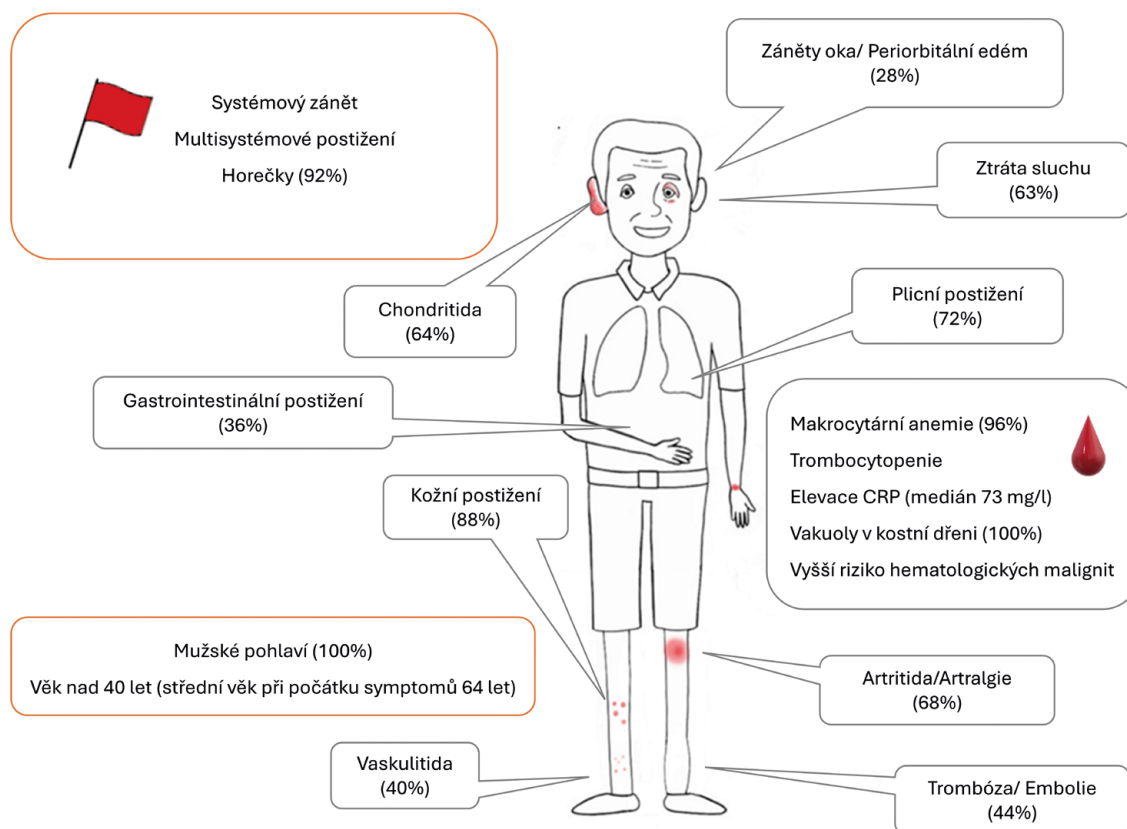 Systémový zánět
Multisystémové postižení
Horečky (92%)
Záněty oka/ Periorbitální edém
(28%)
Ztráta sluchu
(63%)
Chondritida
(64%)
Plicní postižení
(72%)
Gastrointestinální postižení
(36%)
Makrocytární anemie (96%)
Trombocytopenie
Elevace CRP (medián 73 mg/l)
Vakuoly v kostní dřeni (100%)
Vyšší riziko hematologických malignit
Kožní postižení
(88%)
Mužské pohlaví (100%)
Věk nad 40 let (střední věk při počátku symptomů 64 let)
Artritida/Artralgie
(68%)
Vaskulitida
(40%)
Trombóza/ Embolie
(44%)